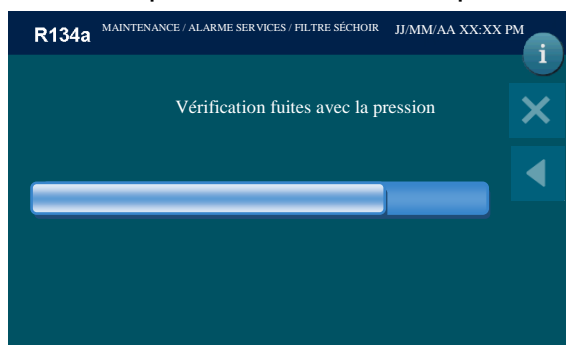 R134a MAINTENANCE / ALARME SERVICES / FILTRE SÉCHOIR JJ/MM/AA XX:XX PM
i
Vérification fuites avec la pression